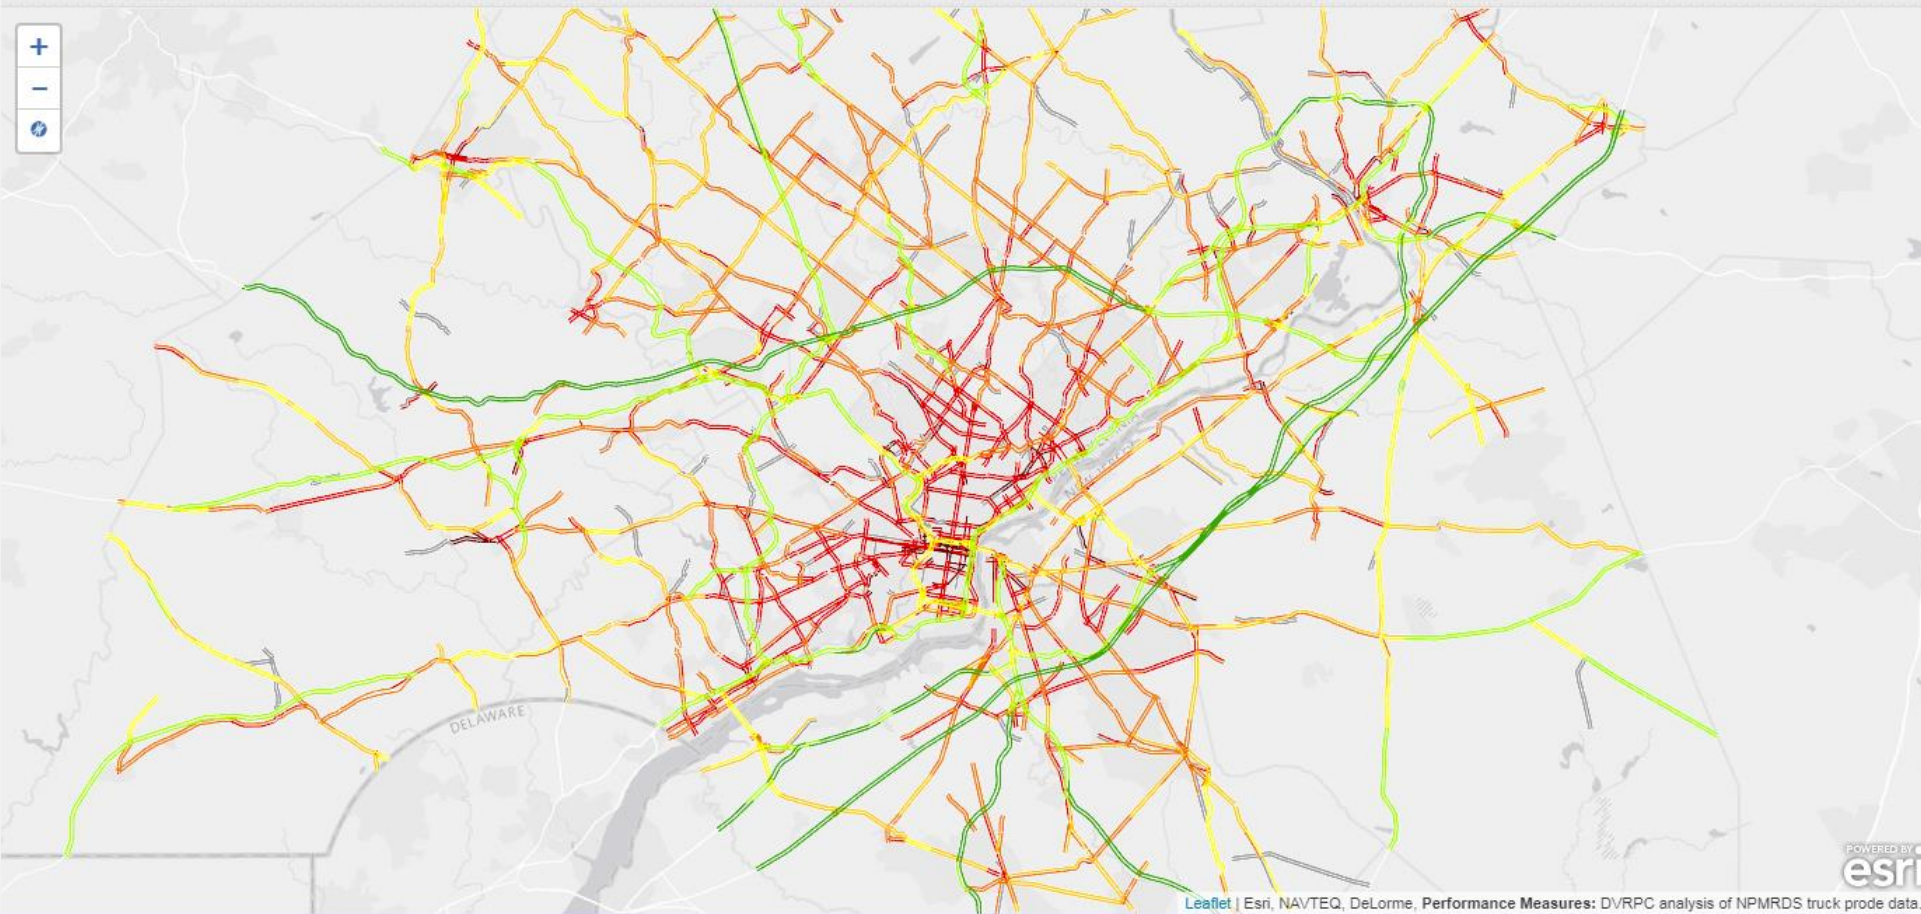 +
−
DELAWARE
POWERED BY
esri
Leaflet | Esri, NAVTEQ, DeLorme, Performance Measures: DVRPC analysis of NPMRDS truck prode data.